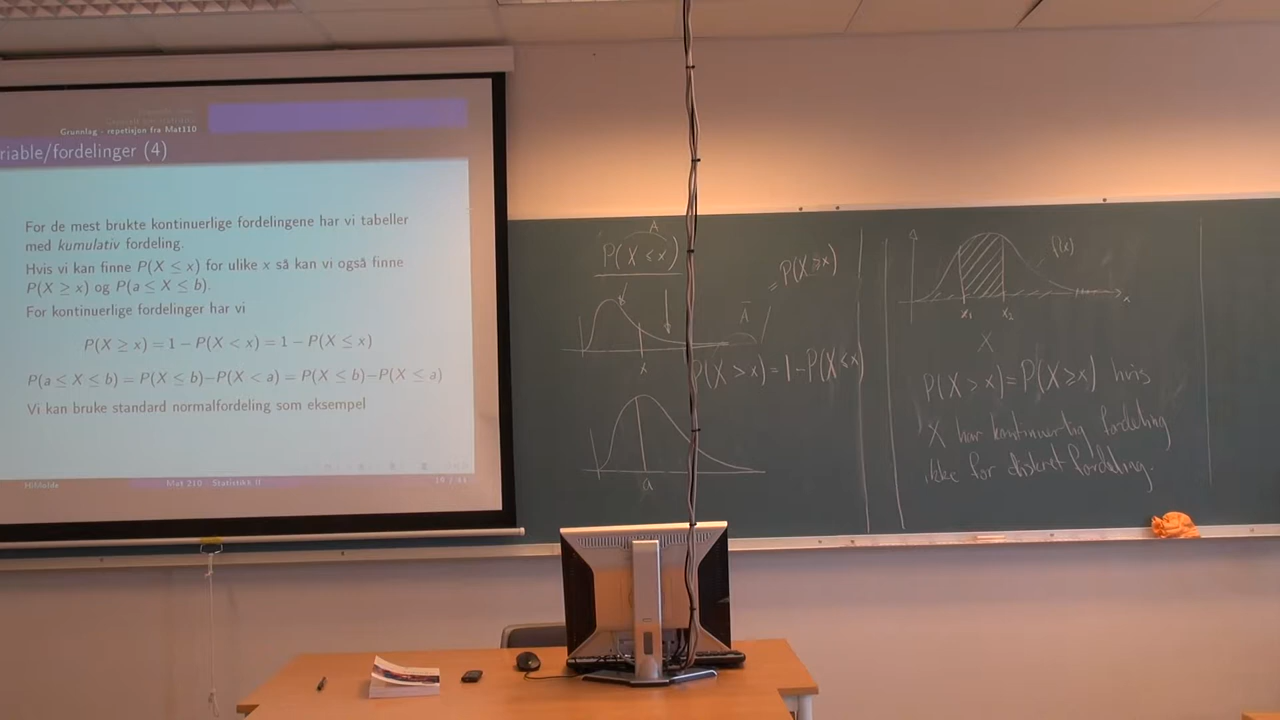 Grunnlag - repetisjon fra Mat110
riable/fordelinger (4)
For de mest brukte kontinuerlige fordelingene har vi tabeller
med kumulativ fordeling.
Hvis vi kan finne P(X ≤ x) for ulike x så kan vi også finne
P(X ≥ x) og P(a ≤ X ≤ b).
For kontinuerlige fordelinger har vi
P(X ≥ x) = 1 − P(X < x) = 1 − P(X ≤ x)
P(a ≤ X ≤ b) = P(X ≤ b)−P(X < a) = P(X ≤ b)−P(X ≤ a)
Vi kan bruke standard normalfordeling som eksempel
HiMolde
Mat 210 - Statistikk II
A
P(X ≤ x)
= P(X ≥ x)
A̅
x
P(X > x) = 1 − P(X ≤ x
a
f(x)
x
x₁ x₂
X
P(X > x) = P(X ≥ x) hvis
X har kontinuerlig fordeling
ikke for diskret fordeling.